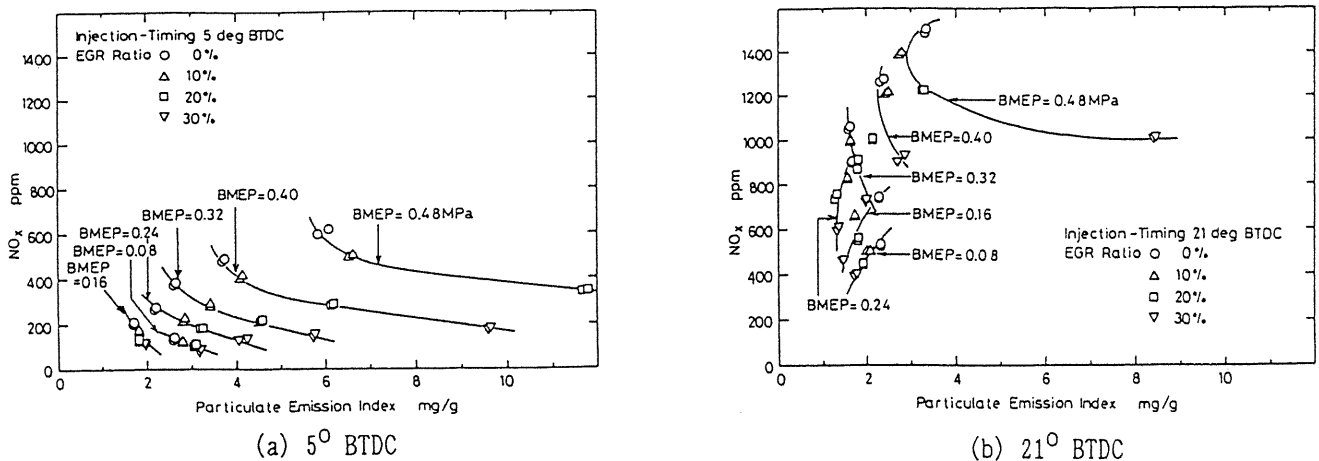 Injection-Timing 5 deg BTDC
EGR Ratio ○ 0%
△ 10%
□ 20%
▽ 30%
1400
1200
1000
800
600
400
200
0
NOx ppm
BMEP=0.40
BMEP=0.32
BMEP=0.24
BMEP=0.08
BMEP
=016
BMEP=0.48MPa
0 2 4 6 8 10
Particulate Emission Index mg/g
(a) 5° BTDC
1400
1200
1000
800
600
400
200
0
NOx ppm
BMEP=0.48MPa
BMEP=0.40
BMEP=0.32
BMEP=0.16
BMEP=0.08
BMEP=0.24
Injection-Timing 21 deg BTDC
EGR Ratio ○ 0%
△ 10%
□ 20%
▽ 30%
0 2 4 6 8 10
Particulate Emission Index mg/g
(b) 21° BTDC